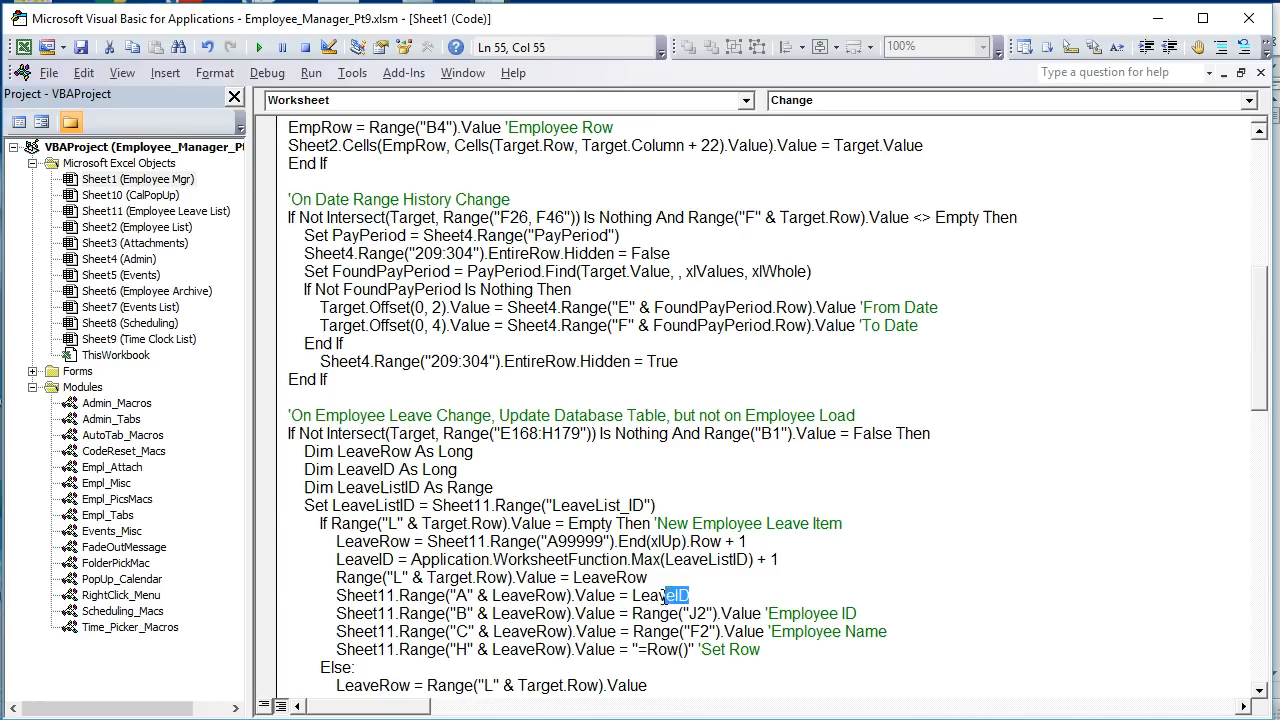 Microsoft Visual Basic for Applications - Employee_Manager_Pt9.xlsm - [Sheet1 (Code)]
Ln 55, Col 55
100%
File Edit View Insert Format Debug Run Tools Add-Ins Window Help
Type a question for help
Project - VBAProject
Worksheet
Change
VBAProject (Employee_Manager_P
Microsoft Excel Objects
Sheet1 (Employee Mgr)
Sheet10 (CalPopUp)
Sheet11 (Employee Leave List)
Sheet2 (Employee List)
Sheet3 (Attachments)
Sheet4 (Admin)
Sheet5 (Events)
Sheet6 (Employee Archive)
Sheet7 (Events List)
Sheet8 (Scheduling)
Sheet9 (Time Clock List)
ThisWorkbook
Forms
Modules
Admin_Macros
Admin_Tabs
AutoTab_Macros
CodeReset_Macs
Empl_Attach
Empl_Misc
Empl_PicsMacs
Empl_Tabs
Events_Misc
FadeOutMessage
FolderPicMac
PopUp_Calendar
RightClick_Menu
Scheduling_Macs
Time_Picker_Macros
EmpRow = Range("B4").Value 'Employee Row
Sheet2.Cells(EmpRow, Cells(Target.Row, Target.Column + 22).Value).Value = Target.Value
End If
'On Date Range History Change
If Not Intersect(Target, Range("F26, F46")) Is Nothing And Range("F" & Target.Row).Value <> Empty Then
Set PayPeriod = Sheet4.Range("PayPeriod")
Sheet4.Range("209:304").EntireRow.Hidden = False
Set FoundPayPeriod = PayPeriod.Find(Target.Value, , xlValues, xlWhole)
If Not FoundPayPeriod Is Nothing Then
Target.Offset(0, 2).Value = Sheet4.Range("E" & FoundPayPeriod.Row).Value 'From Date
Target.Offset(0, 4).Value = Sheet4.Range("F" & FoundPayPeriod.Row).Value 'To Date
End If
Sheet4.Range("209:304").EntireRow.Hidden = True
End If
'On Employee Leave Change, Update Database Table, but not on Employee Load
If Not Intersect(Target, Range("E168:H179")) Is Nothing And Range("B1").Value = False Then
Dim LeaveRow As Long
Dim LeaveID As Long
Dim LeaveListID As Range
Set LeaveListID = Sheet11.Range("LeaveList_ID")
If Range("L" & Target.Row).Value = Empty Then 'New Employee Leave Item
LeaveRow = Sheet11.Range("A99999").End(xlUp).Row + 1
LeaveID = Application.WorksheetFunction.Max(LeaveListID) + 1
Range("L" & Target.Row).Value = LeaveRow
Sheet11.Range("A" & LeaveRow).Value = LeaveID
Sheet11.Range("B" & LeaveRow).Value = Range("J2").Value 'Employee ID
Sheet11.Range("C" & LeaveRow).Value = Range("F2").Value 'Employee Name
Sheet11.Range("H" & LeaveRow).Value = "=Row()" 'Set Row
Else:
LeaveRow = Range("L" & Target.Row).Value